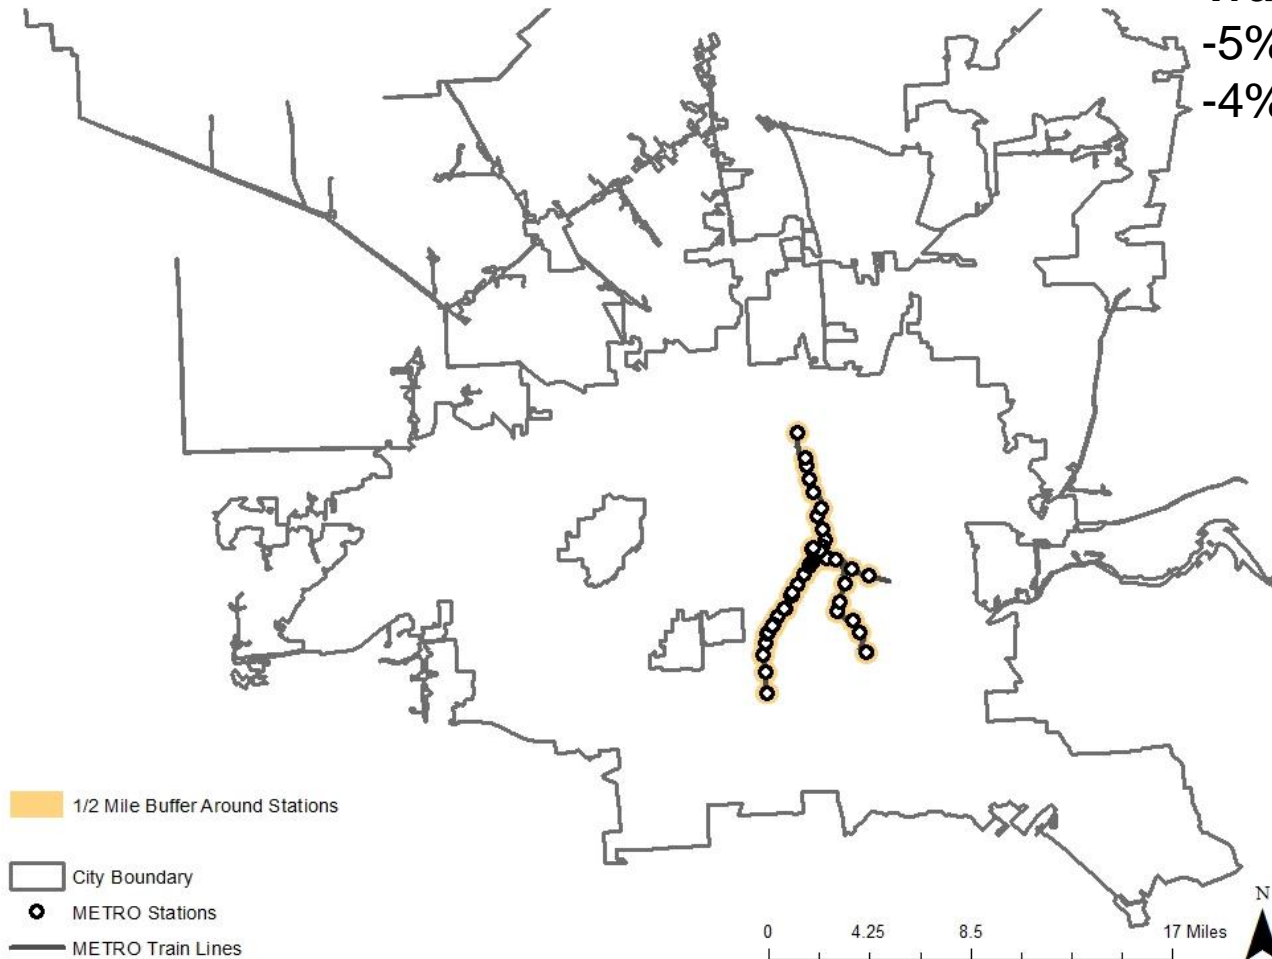 -5%
-4%
1/2 Mile Buffer Around Stations
City Boundary
METRO Stations
METRO Train Lines
0 4.25 8.5 17 Miles
N